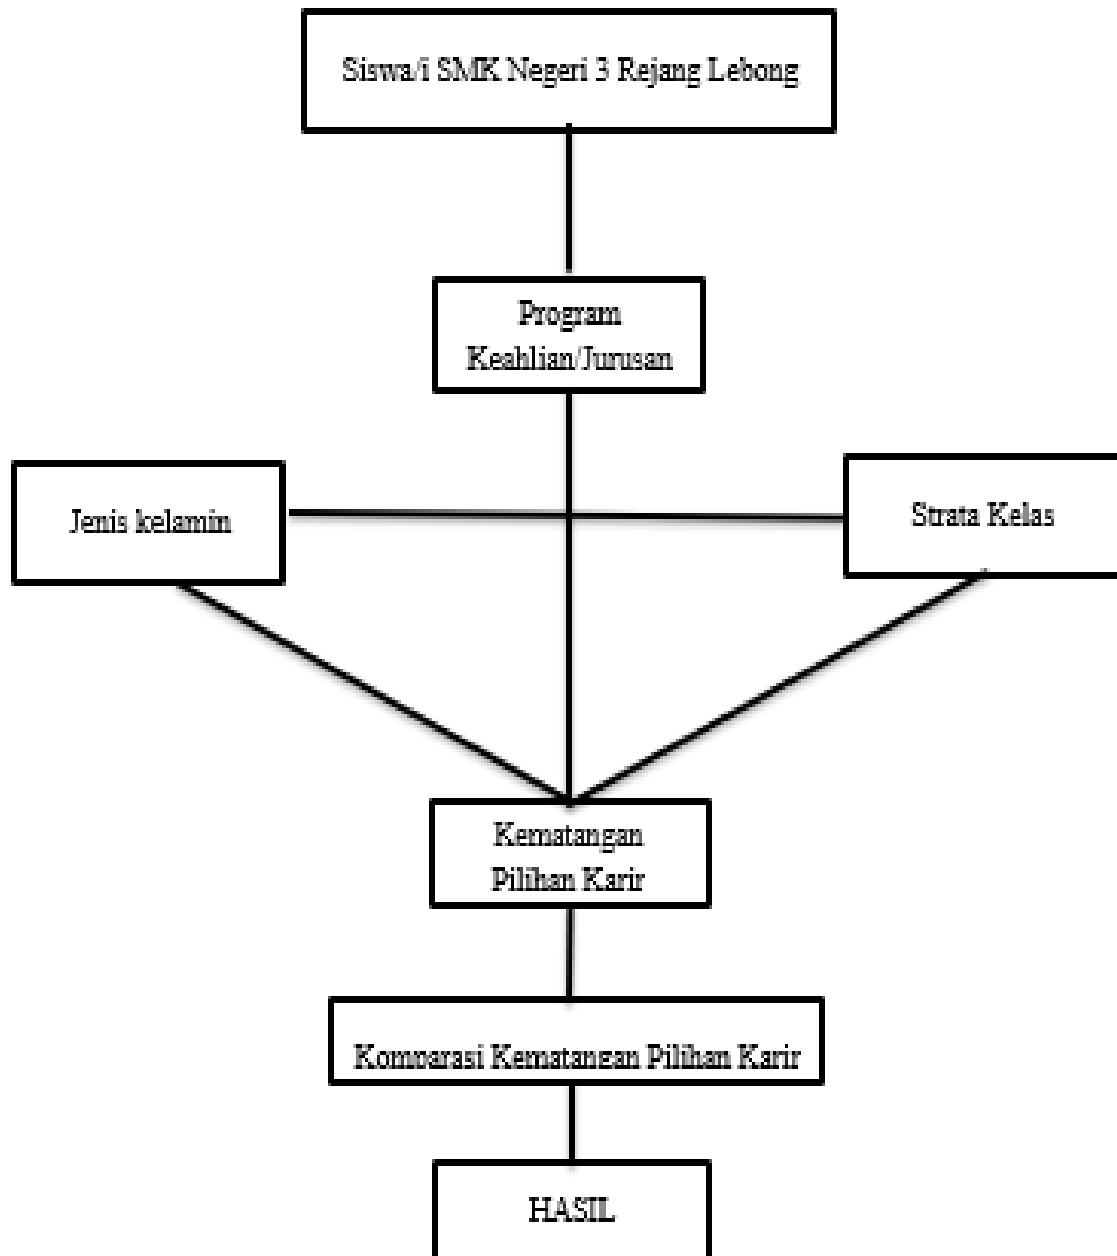 Siswa/i SMK Negeri 3 Rejang Lebong
Program
Keahlian/Jurusan
Jenis kelamin
Strata Kelas
Kematangan
Pilihan Karir
Komparasi Kematangan Pilihan Karir
HASIL